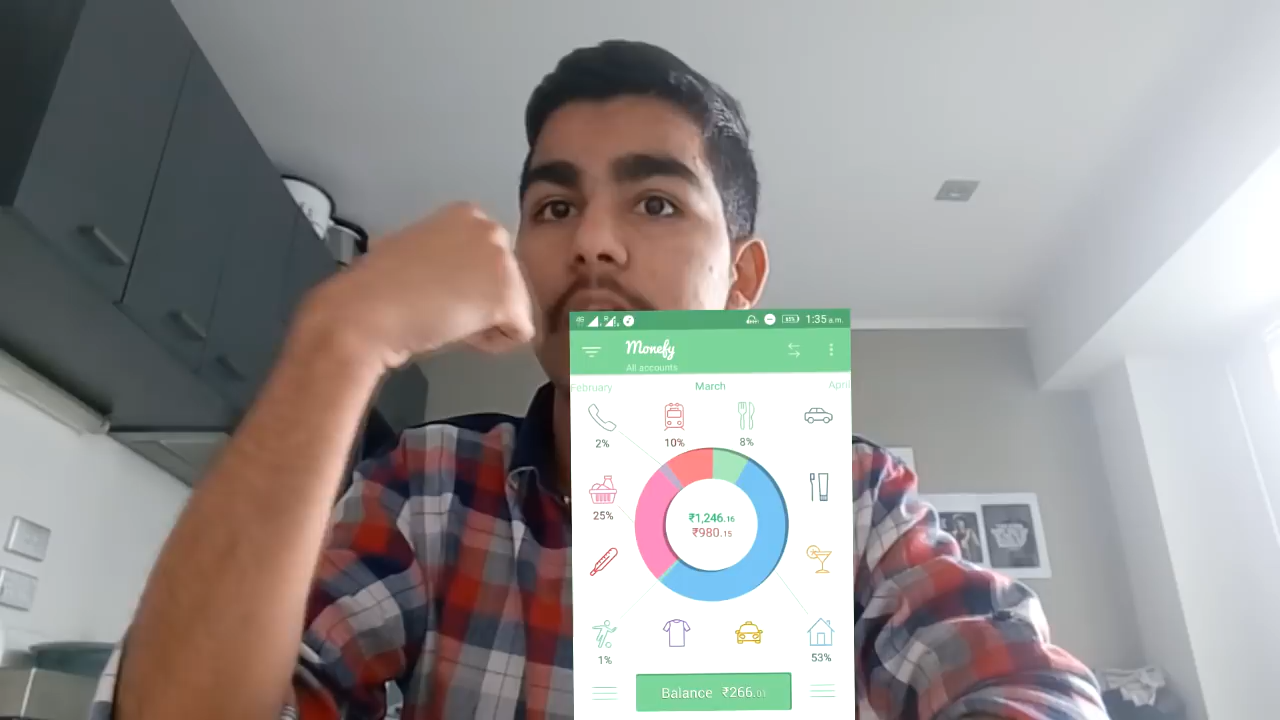 1:35 a.m.
Monefy
All accounts
February March April
2% 10% 8%
25%
₹1,246.16
₹980.15
1% 53%
Balance ₹266.01